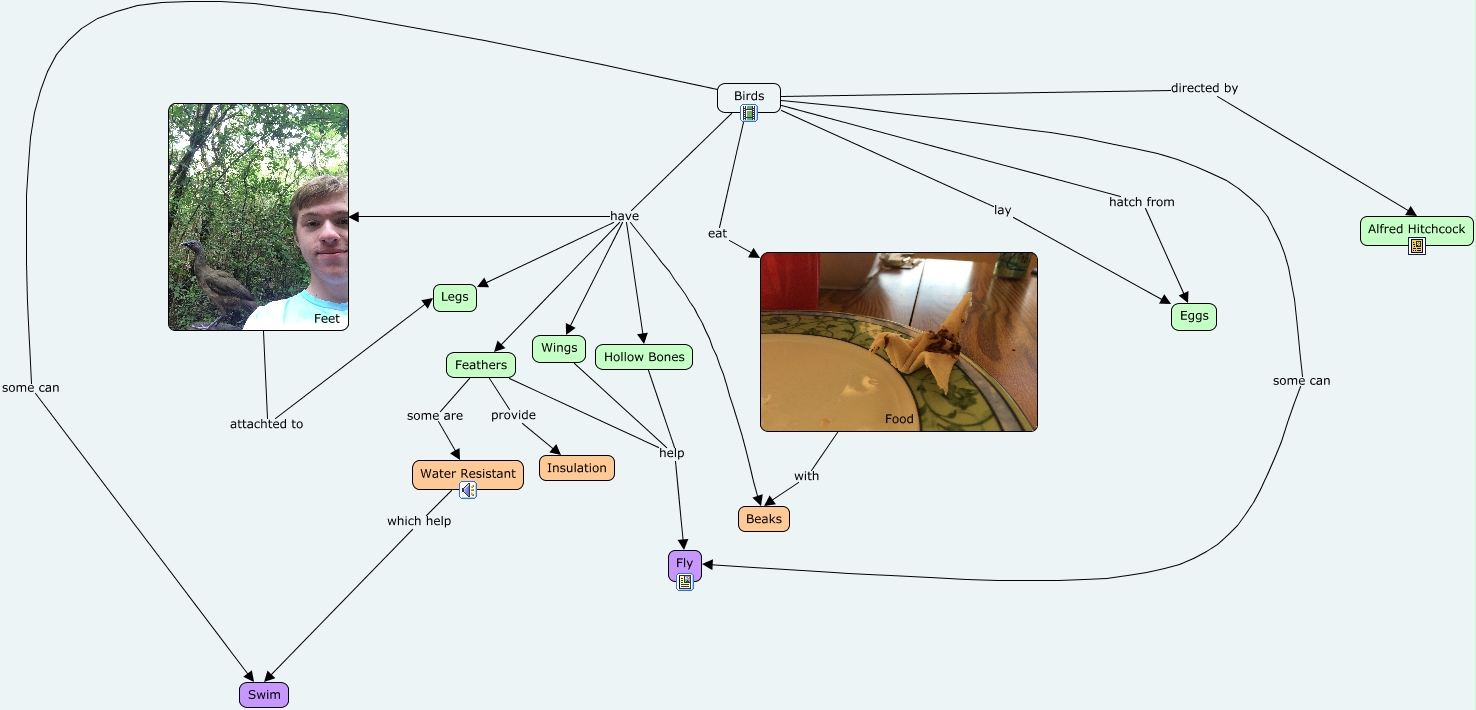 Birds
directed by
have
lay
hatch from
Alfred Hitchcock
eat
Legs
Eggs
Feet
Wings
Hollow Bones
Feathers
some can
some can
some are
provide
Food
attachted to
help
Water Resistant
Insulation
with
which help
Beaks
Fly
Swim